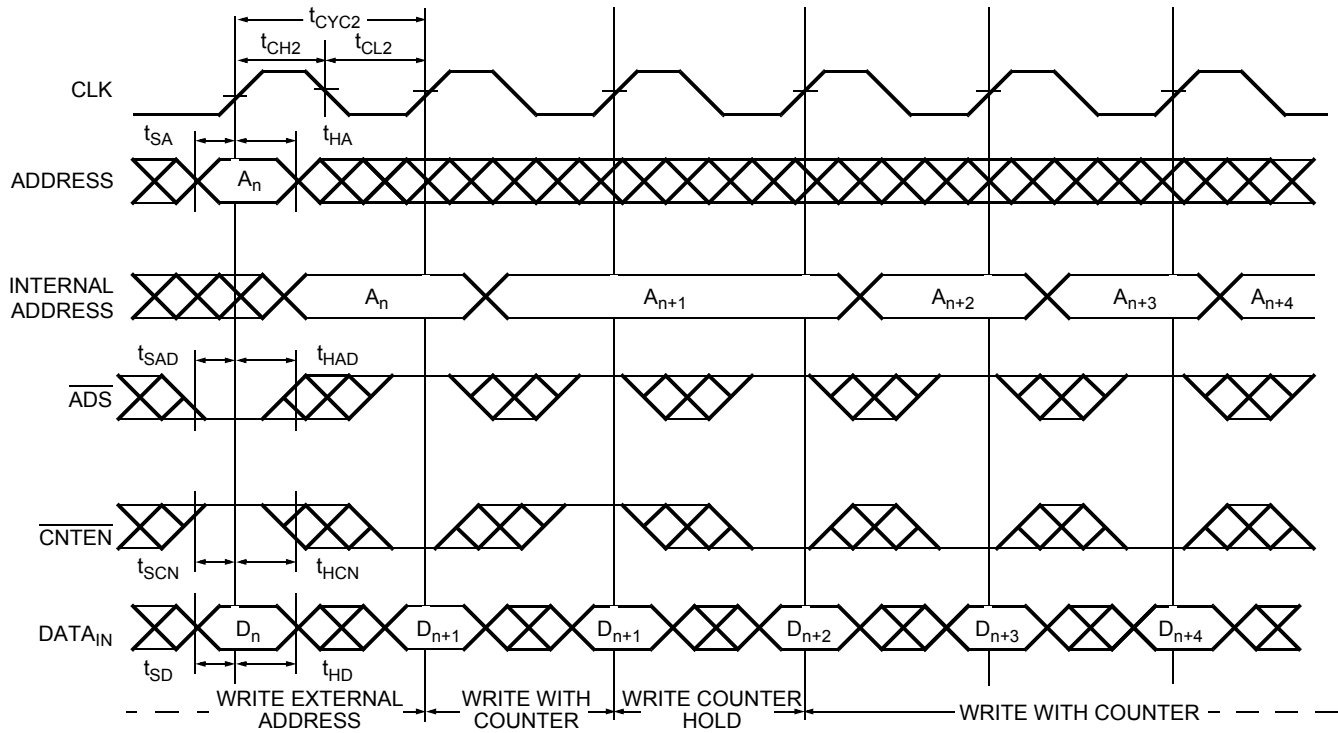 tCYC2
tCH2 tCL2
CLK
tSA tHA
ADDRESS An
INTERNAL
ADDRESS
An An+1 An+2 An+3 An+4
tSAD tHAD
ADS
CNTEN
tSCN tHCN
DATAIN Dn Dn+1 Dn+1 Dn+2 Dn+3 Dn+4
tSD tHD
WRITE EXTERNAL
ADDRESS
WRITE WITH
COUNTER
WRITE COUNTER
HOLD
WRITE WITH COUNTER